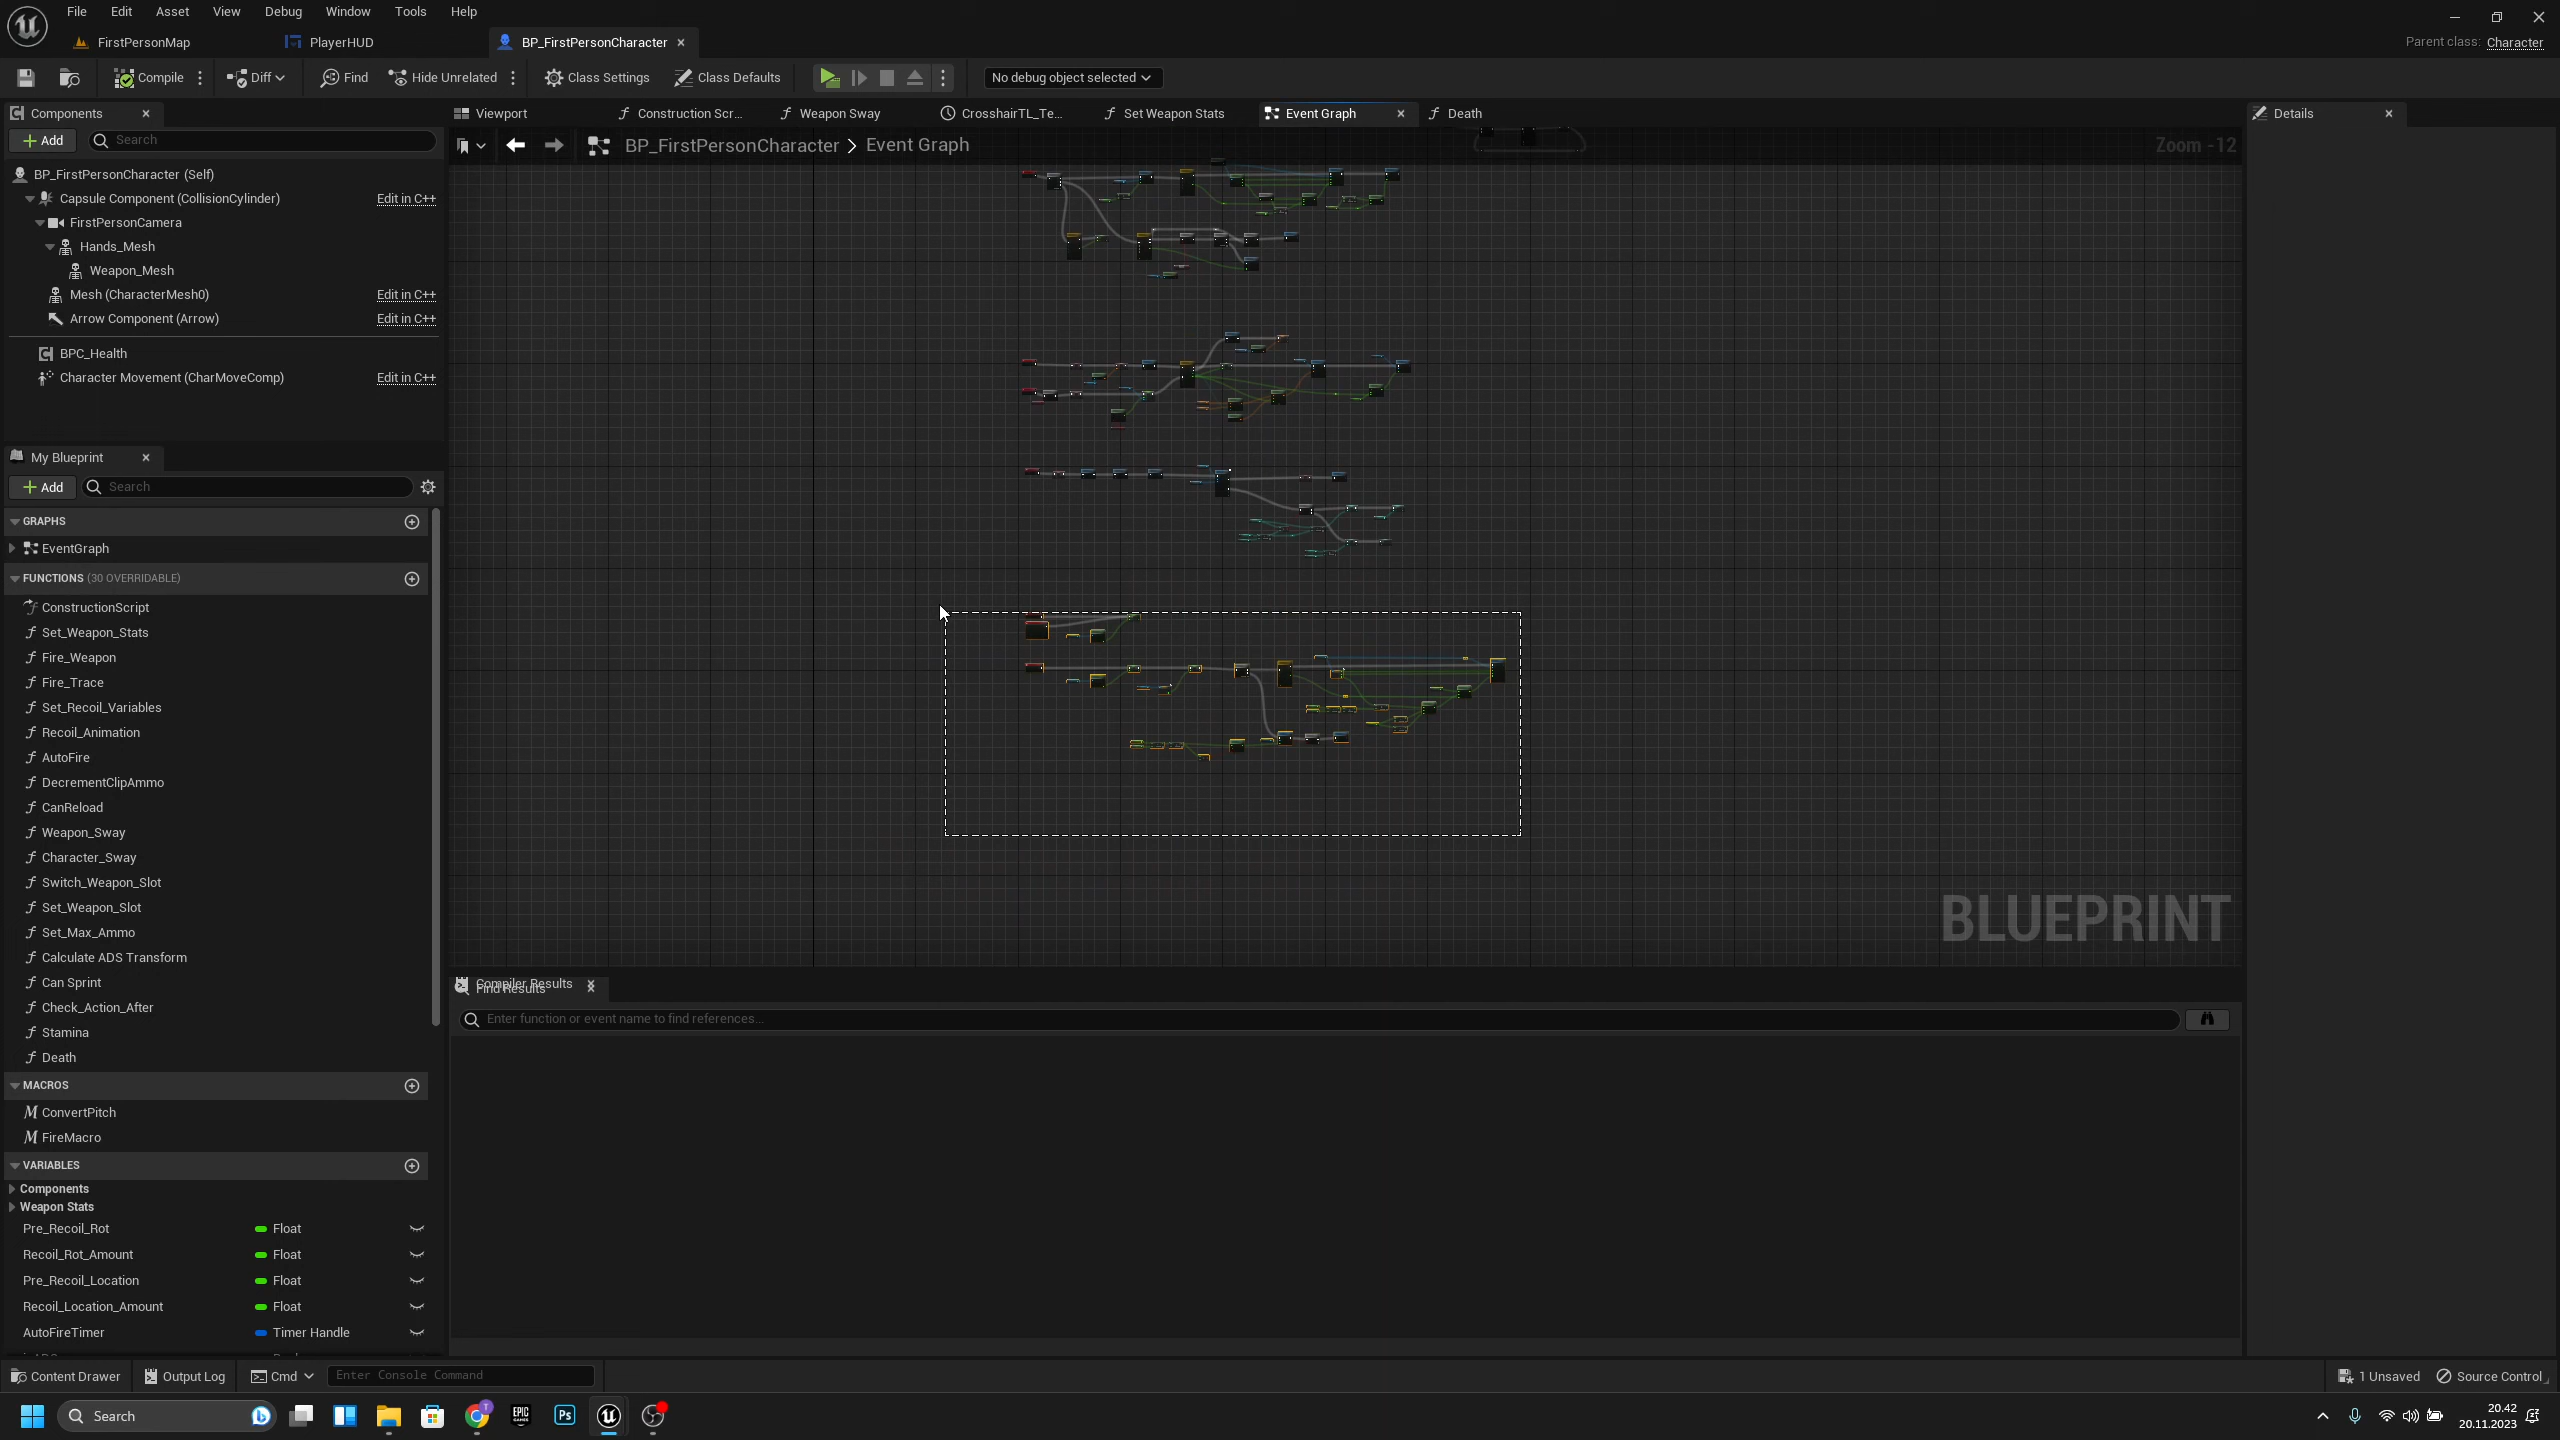 File Edit Asset View Debug Window Tools Help
FirstPersonMap PlayerHUD BP_FirstPersonCharacter
Parent class: Character
Compile Diff Find Hide Unrelated Class Settings Class Defaults No debug object selected
Components Viewport Construction Scr... Weapon Sway CrosshairTL_Te... Set Weapon Stats Event Graph Death Details
Add Search
BP_FirstPersonCharacter > Event Graph
Zoom -12
BP_FirstPersonCharacter (Self)
Capsule Component (CollisionCylinder) Edit in C++
FirstPersonCamera
Hands_Mesh
Weapon_Mesh
Mesh (CharacterMesh0) Edit in C++
Arrow Component (Arrow) Edit in C++
BPC_Health
Character Movement (CharMoveComp) Edit in C++
My Blueprint
Add Search
GRAPHS
EventGraph
FUNCTIONS (30 OVERRIDABLE)
ConstructionScript
Set_Weapon_Stats
Fire_Weapon
Fire_Trace
Set_Recoil_Variables
Recoil_Animation
AutoFire
DecrementClipAmmo
CanReload
Weapon_Sway
Character_Sway
Switch_Weapon_Slot
Set_Weapon_Slot
Set_Max_Ammo
Calculate ADS Transform
Can Sprint
Check_Action_After
Stamina
Death
MACROS
ConvertPitch
FireMacro
VARIABLES
Components
Weapon Stats
Pre_Recoil_Rot Float
Recoil_Rot_Amount Float
Pre_Recoil_Location Float
Recoil_Location_Amount Float
AutoFireTimer Timer Handle
BLUEPRINT
Compiler Results
Find Results
Enter function or event name to find references...
Content Drawer Output Log Cmd Enter Console Command 1 Unsaved Source Control
Search
EPIC GAMES
Ps
T
20.42
20.11.2023